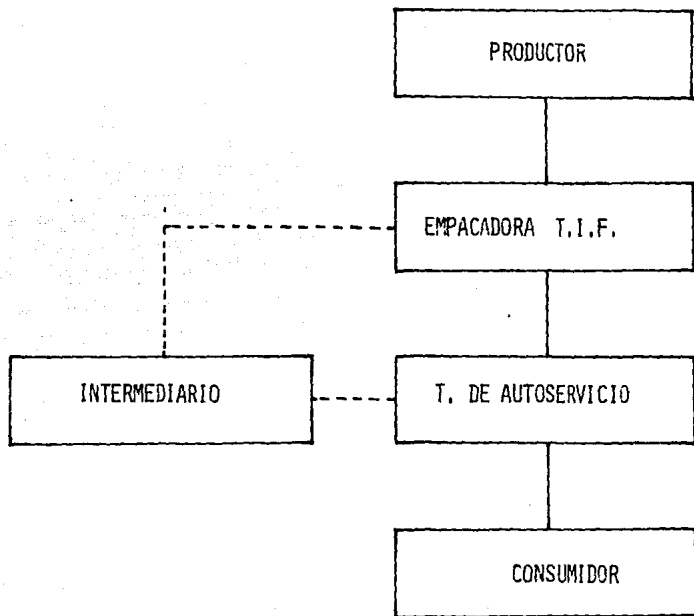 PRODUCTOR
EMPACADORA T.I.F.
INTERMEDIARIO
T. DE AUTOSERVICIO
CONSUMIDOR